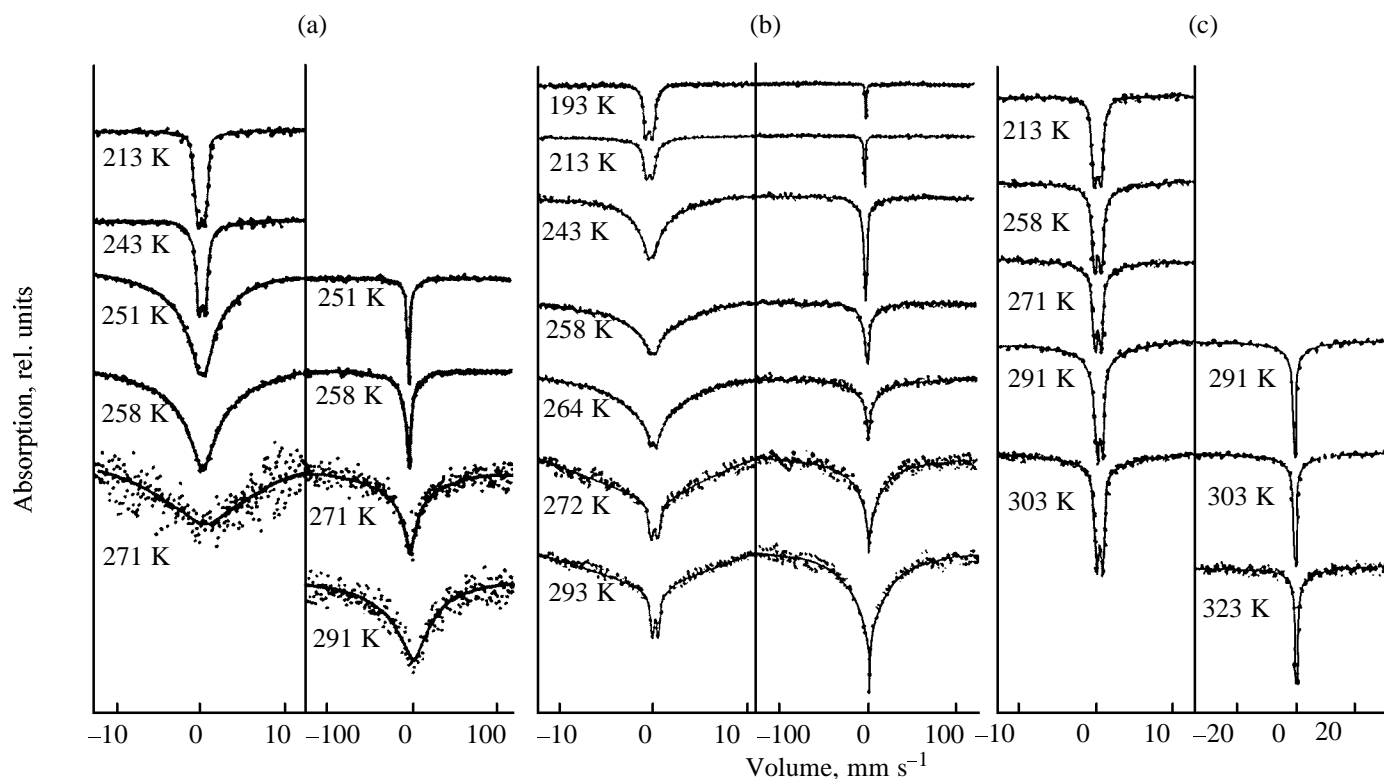 (a)
(b)
(c)
Absorption, rel. units
213 K
243 K
251 K
258 K
271 K
251 K
258 K
271 K
291 K
–10 0 10
–100 0 100
193 K
213 K
243 K
258 K
264 K
272 K
293 K
–10 0 10
–100 0 100
213 K
258 K
271 K
291 K
303 K
291 K
303 K
323 K
–10 0 10
–20 0 20
Volume, mm s–1